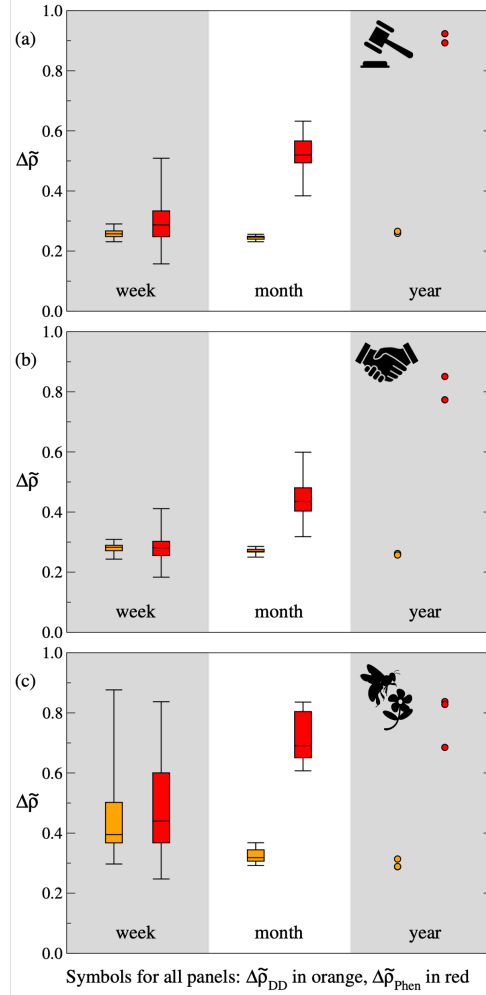 (a)
1.0
0.8
0.6
Δρ̃
0.4
0.2
0.0
week month year
(b)
1.0
0.8
0.6
Δρ̃
0.4
0.2
0.0
week month year
(c)
1.0
0.8
0.6
Δρ̃
0.4
0.2
0.0
week month year
Symbols for all panels: Δρ̃DD in orange, Δρ̃Phen in red